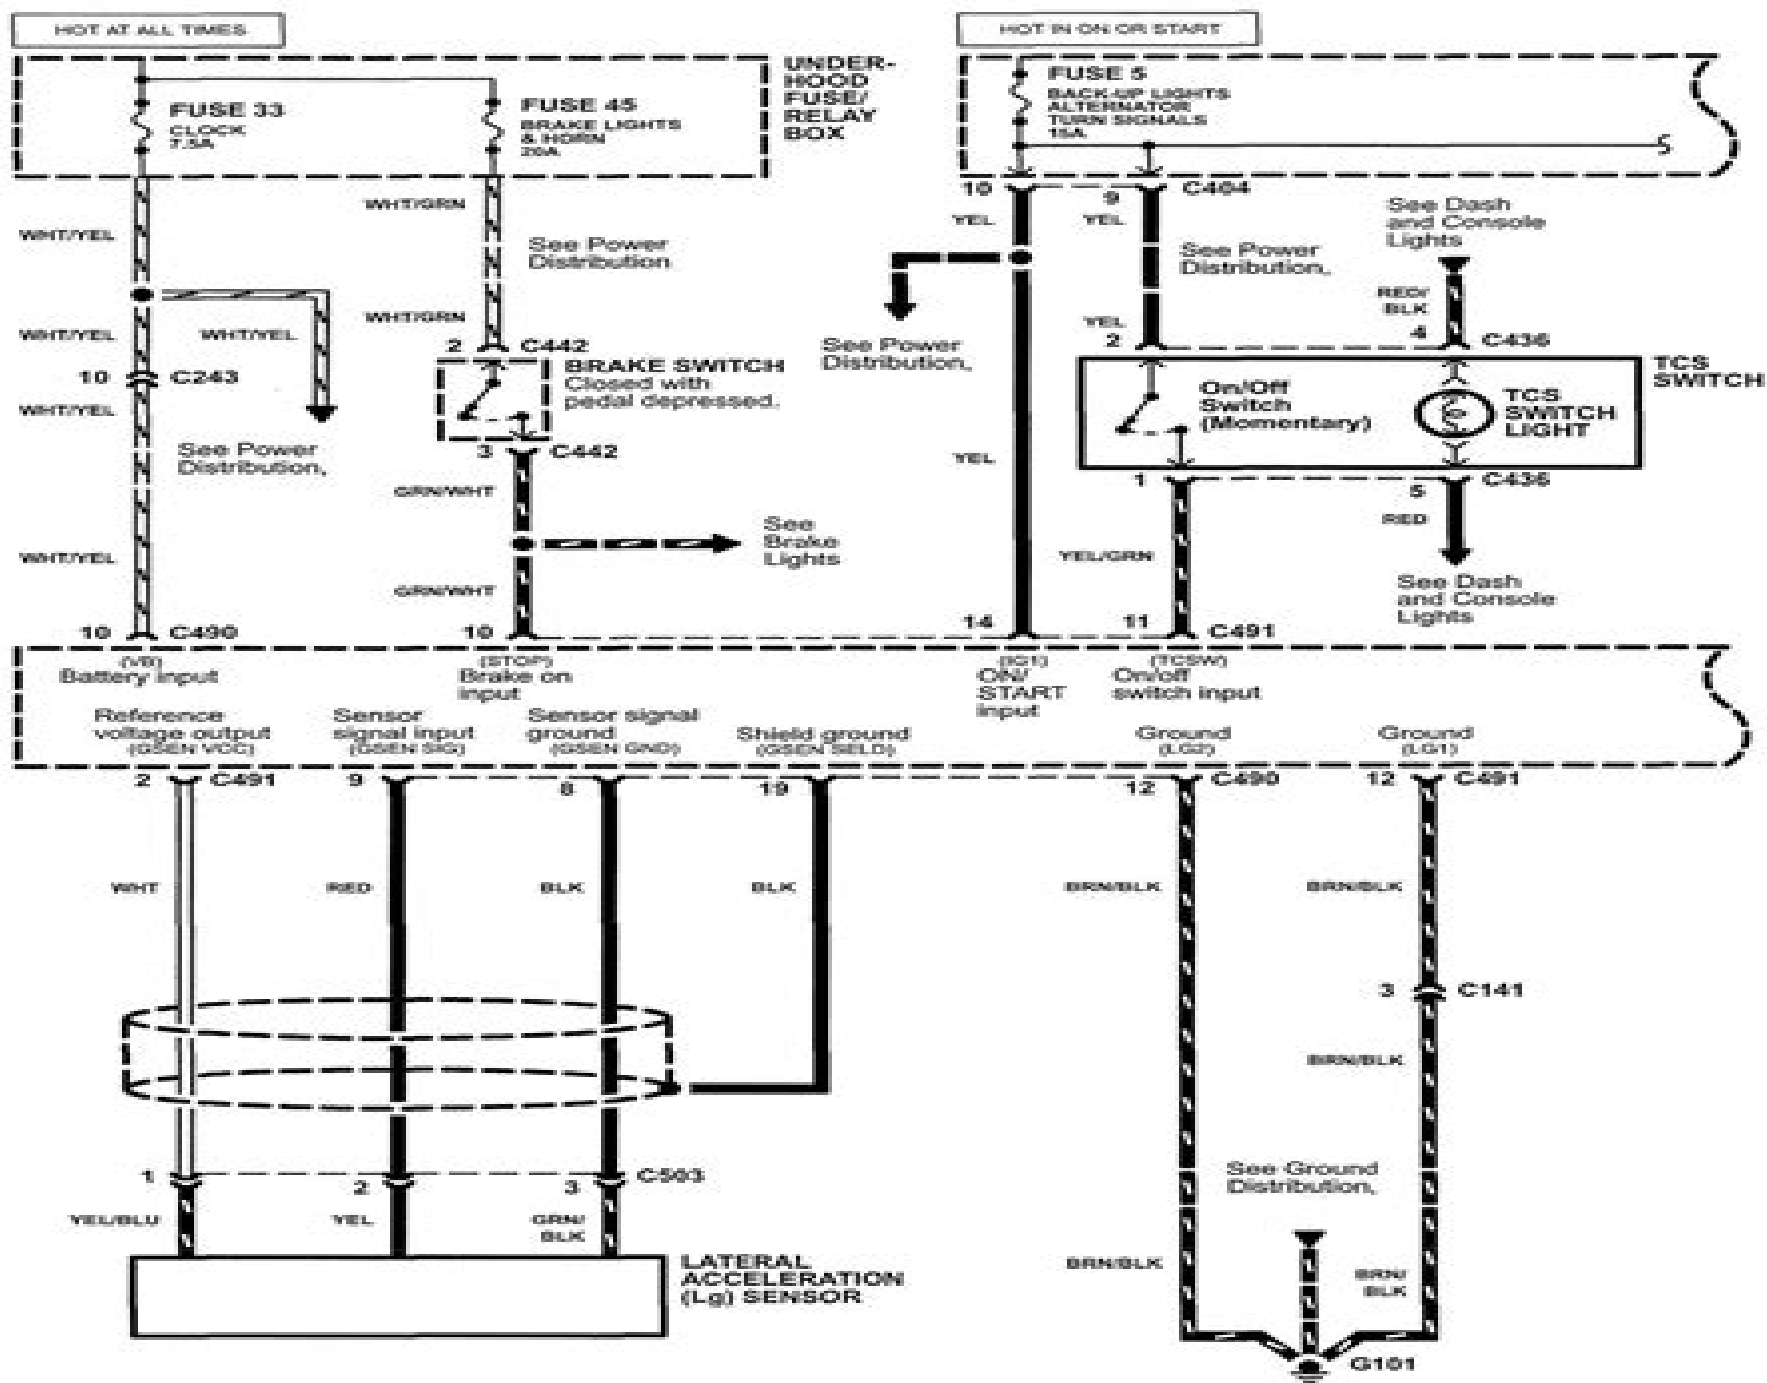 HOT AT ALL TIMES
HOT IN ON OR START
UNDER-
HOOD
FUSE/
RELAY
BOX
FUSE 33
CLOCK
7.5A
FUSE 45
BRAKE LIGHTS
& HORN
20A
FUSE 5
BACK-UP LIGHTS
ALTERNATOR
TURN SIGNALS
15A
S
10
9
C404
WHT/GRN
YEL
YEL
WHT/YEL
See Power
Distribution
See Power
Distribution,
See Dash
and Console
Lights
RED/
BLK
WHT/YEL
WHT/YEL
WHT/GRN
See Power
Distribution,
YEL
2
4
C436
2
C442
10
C243
WHT/YEL
BRAKE SWITCH
Closed with
pedal depressed.
On/Off
Switch
(Momentary)
TCS
SWITCH
LIGHT
TCS
SWITCH
See Power
Distribution,
3
C442
YEL
1
5
C436
GRN/WHT
RED
See
Brake
Lights
WHT/YEL
YEL/GRN
GRN/WHT
See Dash
and Console
Lights
10
C490
10
14
11
C491
(VB)
Battery input
(STOP)
Brake on
input
(IG1)
ON/
START
input
(TCSW)
On/off
switch input
Reference
voltage output
(GSEN VCC)
Sensor
signal input
(GSEN SIG)
Sensor signal
ground
(GSEN GND)
Shield ground
(GSEN SELD)
Ground
(LG2)
Ground
(LG1)
2
C491
9
8
19
12
C490
12
C491
WHT
RED
BLK
BLK
BRN/BLK
BRN/BLK
3
C141
BRN/BLK
1
2
3
C503
See Ground
Distribution,
YEL/BLU
YEL
GRN/
BLK
BRN/BLK
BRN/
BLK
LATERAL
ACCELERATION
(Lg) SENSOR
G101